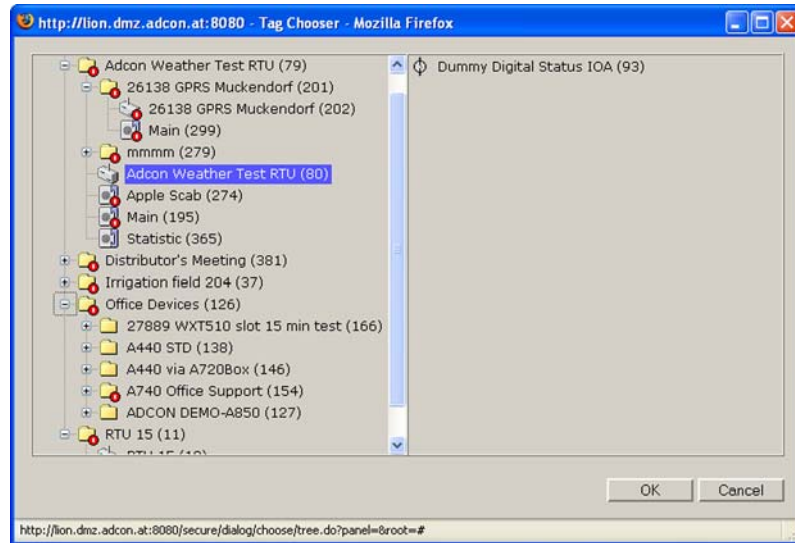 http://lion.dmz.adcon.at:8080 - Tag Chooser - Mozilla Firefox
Adcon Weather Test RTU (79)
Dummy Digital Status IOA (93)
26138 GPRS Muckendorf (201)
26138 GPRS Muckendorf (202)
Main (299)
mmmm (279)
Adcon Weather Test RTU (80)
Apple Scab (274)
Main (195)
Statistic (365)
Distributor's Meeting (381)
Irrigation field 204 (37)
Office Devices (126)
27889 WXT510 slot 15 min test (166)
A440 STD (138)
A440 via A720Box (146)
A740 Office Support (154)
ADCON DEMO-A850 (127)
RTU 15 (11)
OK Cancel
http://lion.dmz.adcon.at:8080/secure/dialog/choose/tree.do?panel=&root=#